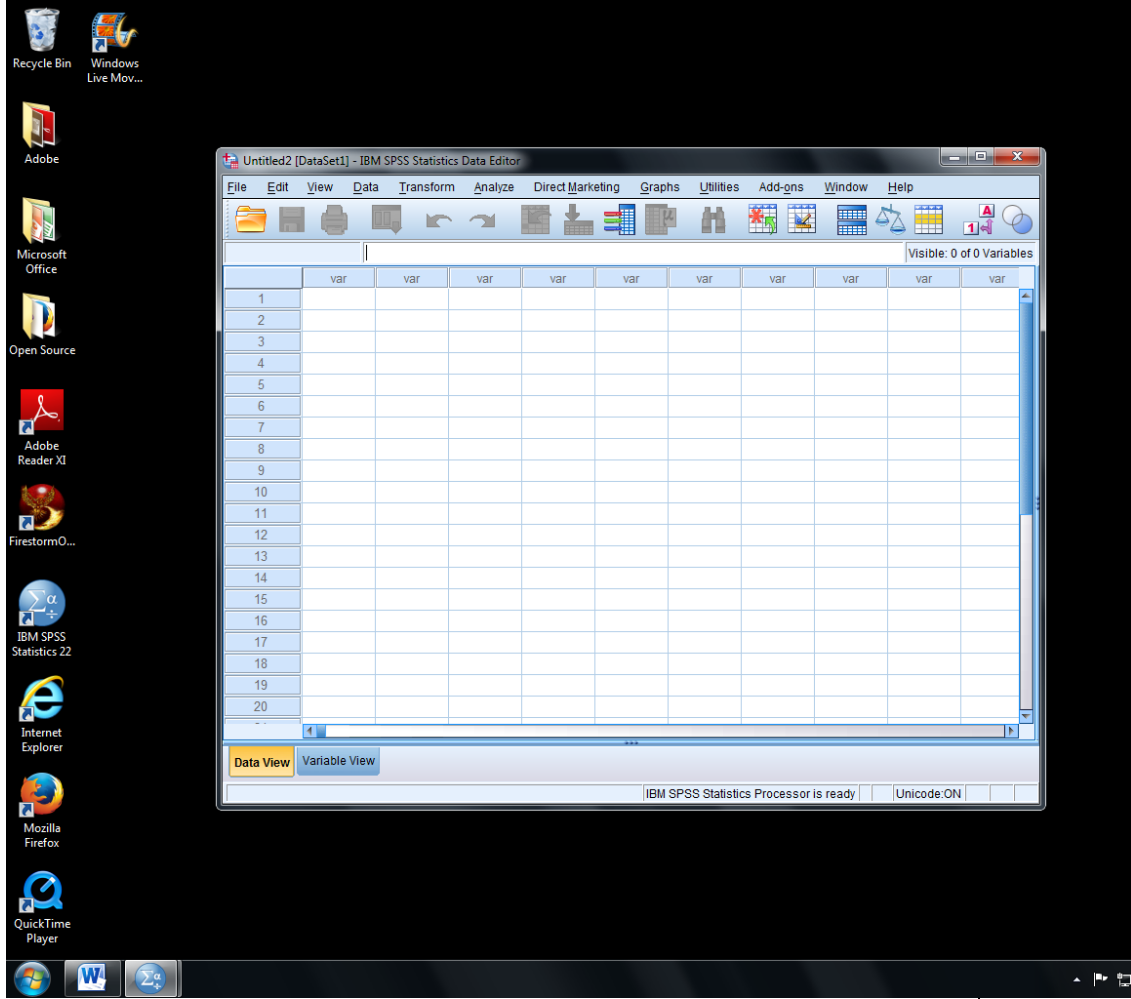 Recycle Bin
Windows
Live Mov...
Adobe
Microsoft
Office
Open Source
Adobe
Reader XI
FirestormO...
IBM SPSS
Statistics 22
Internet
Explorer
Mozilla
Firefox
QuickTime
Player
Untitled2 [DataSet1] - IBM SPSS Statistics Data Editor
File Edit View Data Transform Analyze Direct Marketing Graphs Utilities Add-ons Window Help
Visible: 0 of 0 Variables
var var var var var var var var var var
1
2
3
4
5
6
7
8
9
10
11
12
13
14
15
16
17
18
19
20
Data View Variable View
IBM SPSS Statistics Processor is ready Unicode:ON